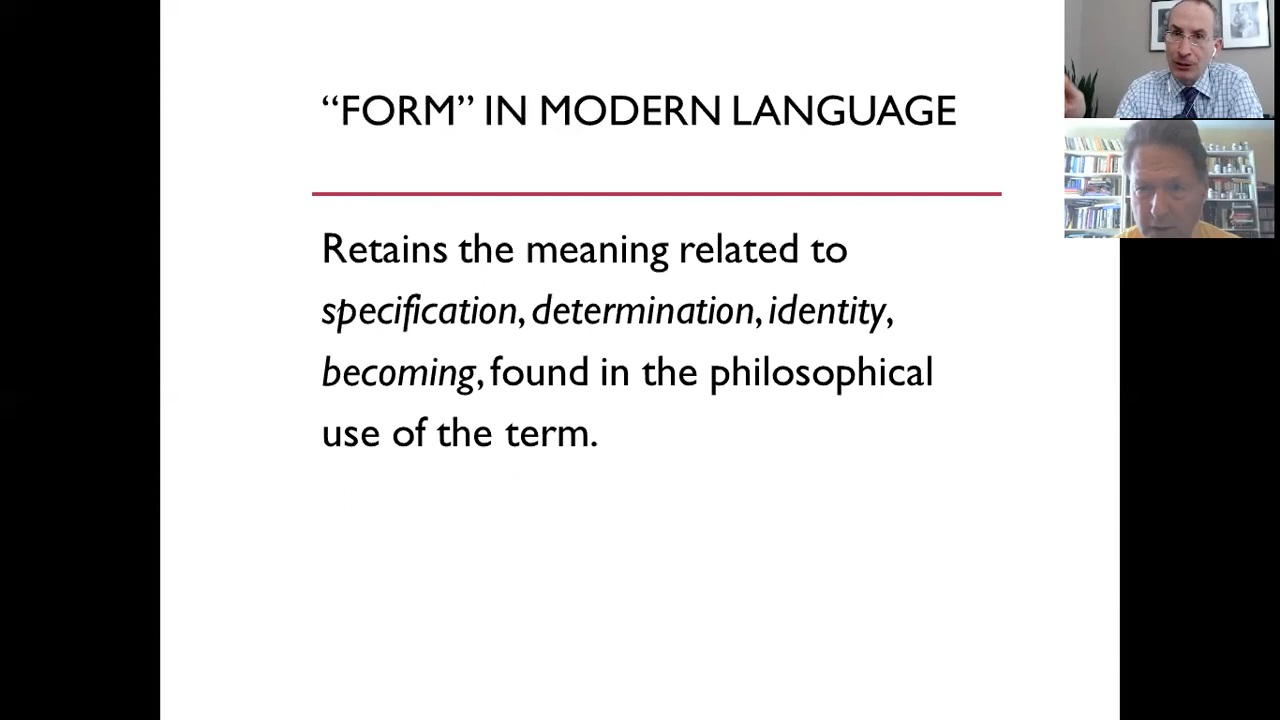 “FORM” IN MODERN LANGUAGE
Retains the meaning related to
specification, determination, identity,
becoming, found in the philosophical
use of the term.